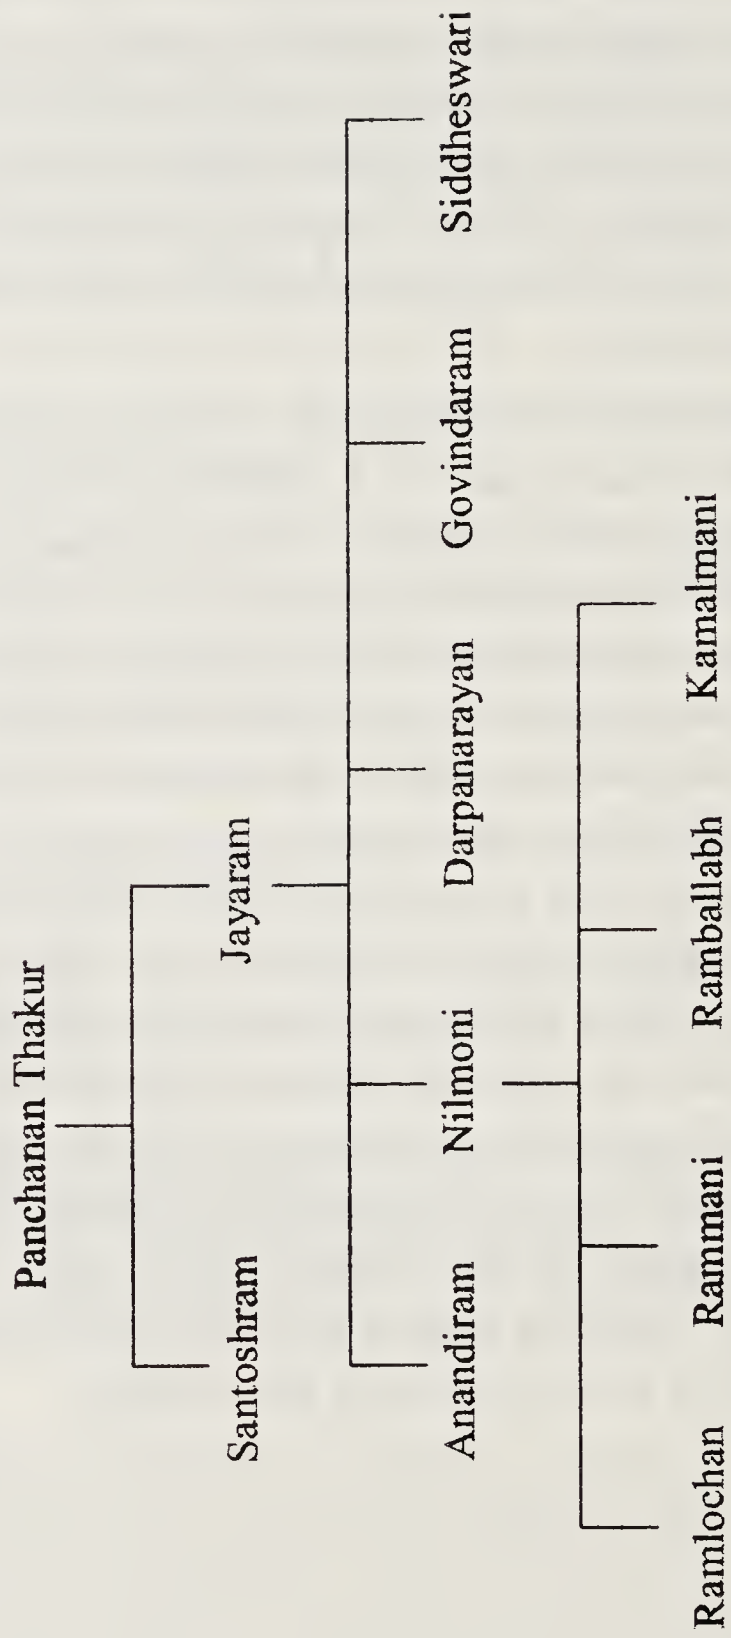 Panchanan Thakur
Santoshram Jayaram
Anandiram Nilmoni Darpanarayan Govindaram Siddheswari
Ramlochan Rammani Ramballabh Kamalmani